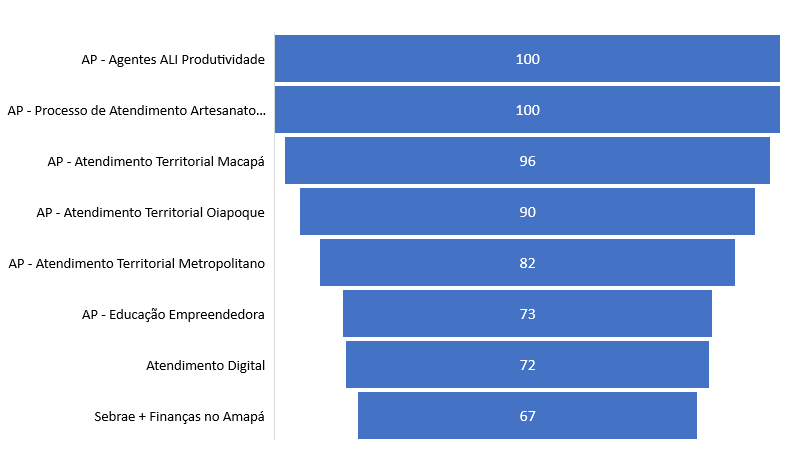 AP - Agentes ALI Produtividade
100
AP - Processo de Atendimento Artesanato...
100
AP - Atendimento Territorial Macapá
96
AP - Atendimento Territorial Oiapoque
90
AP - Atendimento Territorial Metropolitano
82
AP - Educação Empreendedora
73
Atendimento Digital
72
Sebrae + Finanças no Amapá
67